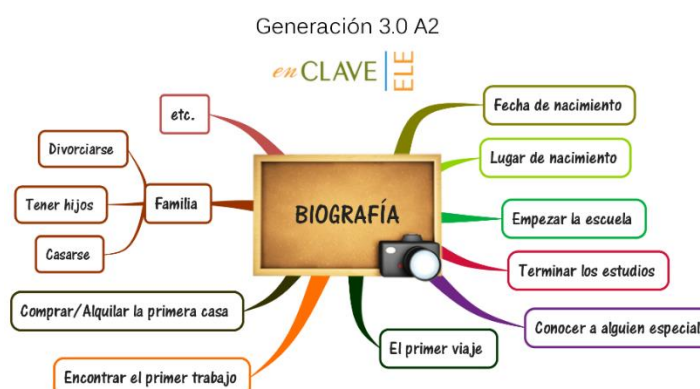 Generación 3.0 A2
en CLAVE ELE
etc.
Fecha de nacimiento
Divorciarse
Lugar de nacimiento
Tener hijos
Familia
BIOGRAFÍA
Empezar la escuela
Casarse
Terminar los estudios
Comprar/Alquilar la primera casa
Conocer a alguien especial
El primer viaje
Encontrar el primer trabajo